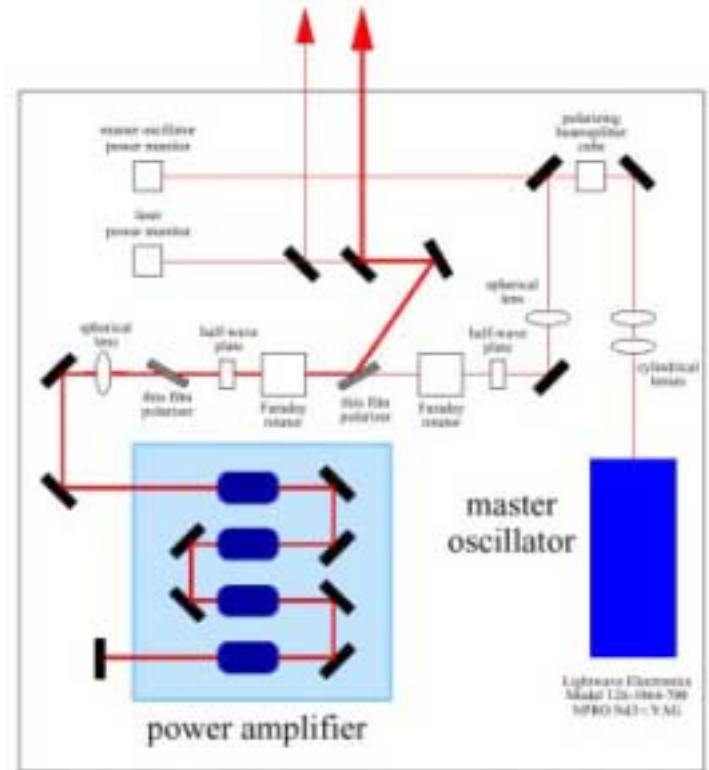 master oscillator
power monitor
polarizing
beamsplitter
cube
laser
power monitor
spherical
lens
spherical
lens
half-wave
plate
half-wave
plate
thin film
polarizer
Faraday
rotator
thin film
polarizer
Faraday
rotator
cylindrical
lenses
master
oscillator
power amplifier
Lightwave Electronics
Model
NPRO
YAG